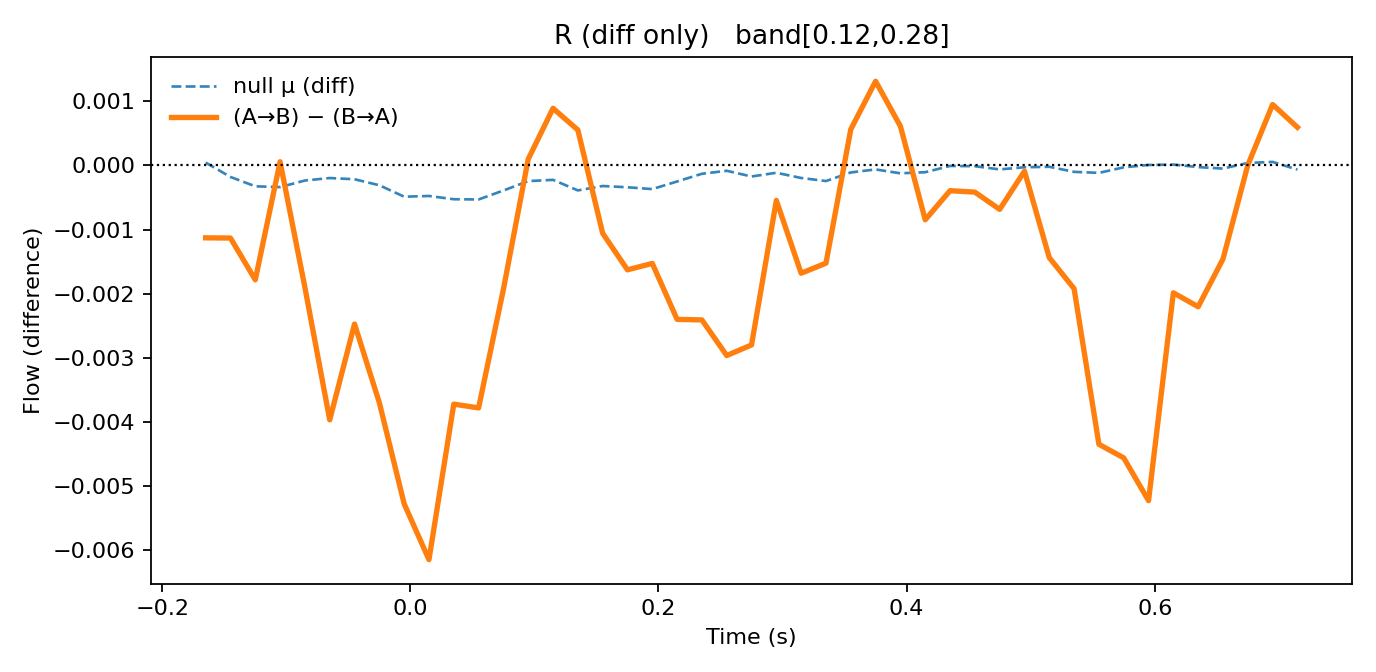 R (diff only)   band[0.12,0.28]
null μ (diff)
(A→B) − (B→A)
0.001
0.000
−0.001
−0.002
−0.003
−0.004
−0.005
−0.006
Flow (difference)
−0.2
0.0
0.2
0.4
0.6
Time (s)